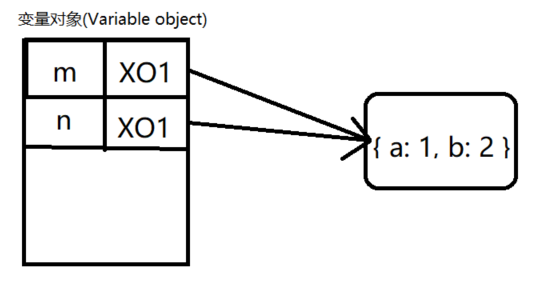 变量对象(Variable object)
m XO1
n XO1
{ a: 1, b: 2 }